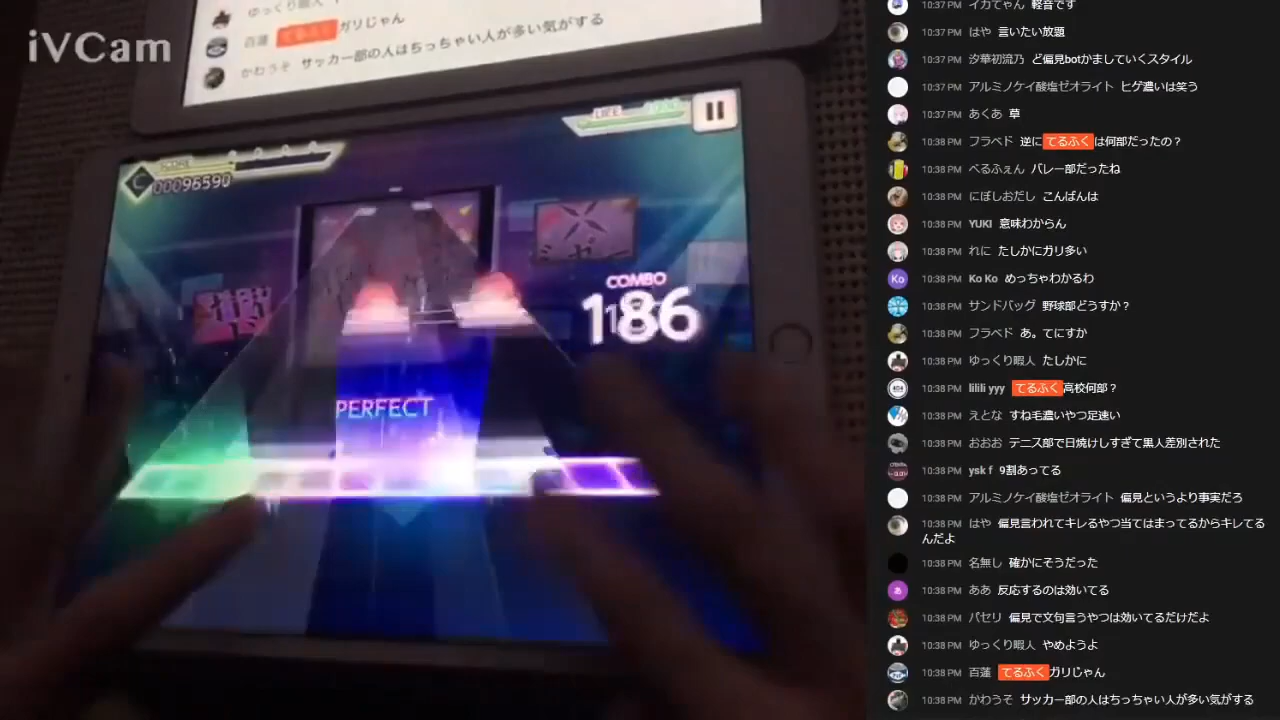 iVCam
ゆっくり暇人
百蓮 てるふくガリじゃん
かわうそ サッカー部の人はちっちゃい人が多い気がする
LIFE
SCORE
C
00096590
COMBO
186
PERFECT
10:37 PM イカてゃん 軽音です
10:37 PM はや 言いたい放題
10:37 PM 汐華初流乃 ど偏見botかましていくスタイル
10:37 PM アルミノケイ酸塩ゼオライト ヒゲ濃いは笑う
10:37 PM あくあ 草
10:38 PM フラベド 逆にてるふくは何部だったの？
10:38 PM べるふぇん バレー部だったね
10:38 PM にぼしおだし こんばんは
10:38 PM YUKI 意味わからん
10:38 PM れに たしかにガリ多い
Ko 10:38 PM Ko Ko めっちゃわかるわ
10:38 PM サンドバッグ 野球部どうすか？
10:38 PM フラベド あ。てにすか
10:38 PM ゆっくり暇人 たしかに
404 10:38 PM lilili yyy てるふく高校何部？
10:38 PM えとな すね毛濃いやつ足速い
10:38 PM おおお テニス部で日焼けしすぎて黒人差別された
10:38 PM ysk f 9割あってる
10:38 PM アルミノケイ酸塩ゼオライト 偏見というより事実だろ
10:38 PM はや 偏見言われてキレるやつ当てはまってるからキレてる
んだよ
10:38 PM 名無し 確かにそうだった
あ 10:38 PM ああ 反応するのは効いてる
10:38 PM パセリ 偏見で文句言うやつは効いてるだけだよ
10:38 PM ゆっくり暇人 やめようよ
10:38 PM 百蓮 てるふくガリじゃん
10:38 PM かわうそ サッカー部の人はちっちゃい人が多い気がする